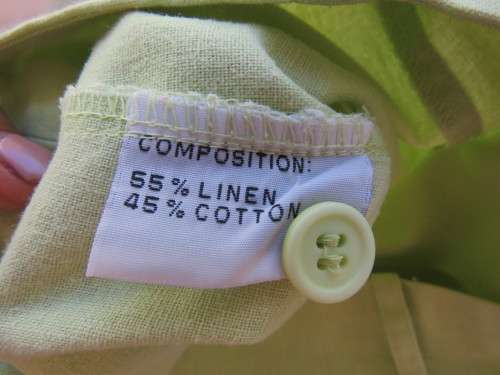 COMPOSITION:
55% LINEN
45% COTTON